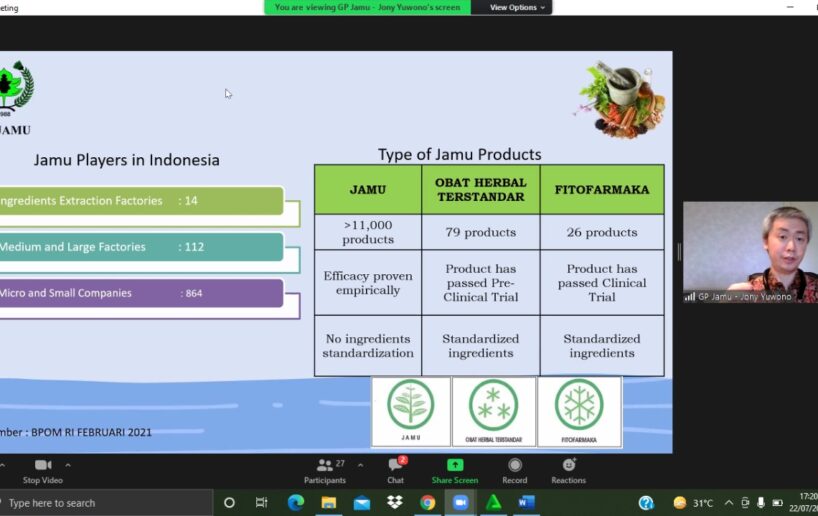 eting
You are viewing GP Jamu - Jony Yuwono's screen
View Options
988
JAMU
Jamu Players in Indonesia
ngredients Extraction Factories : 14
Medium and Large Factories : 112
Micro and Small Companies : 864
Type of Jamu Products
JAMU
OBAT HERBAL
TERSTANDAR
FITOFARMAKA
>11,000
products
79 products
26 products
Efficacy proven
empirically
Product has
passed Pre-
Clinical Trial
Product has
passed Clinical
Trial
No ingredients
standardization
Standardized
ingredients
Standardized
ingredients
JAMU
OBAT HERBAL TERSTANDAR
FITOFARMAKA
mber : BPOM RI FEBRUARI 2021
GP Jamu - Jony Yuwono
Stop Video
27
Participants
2
Chat
Share Screen
Record
Reactions
Type here to search
W
31°C
17:20
22/07/20